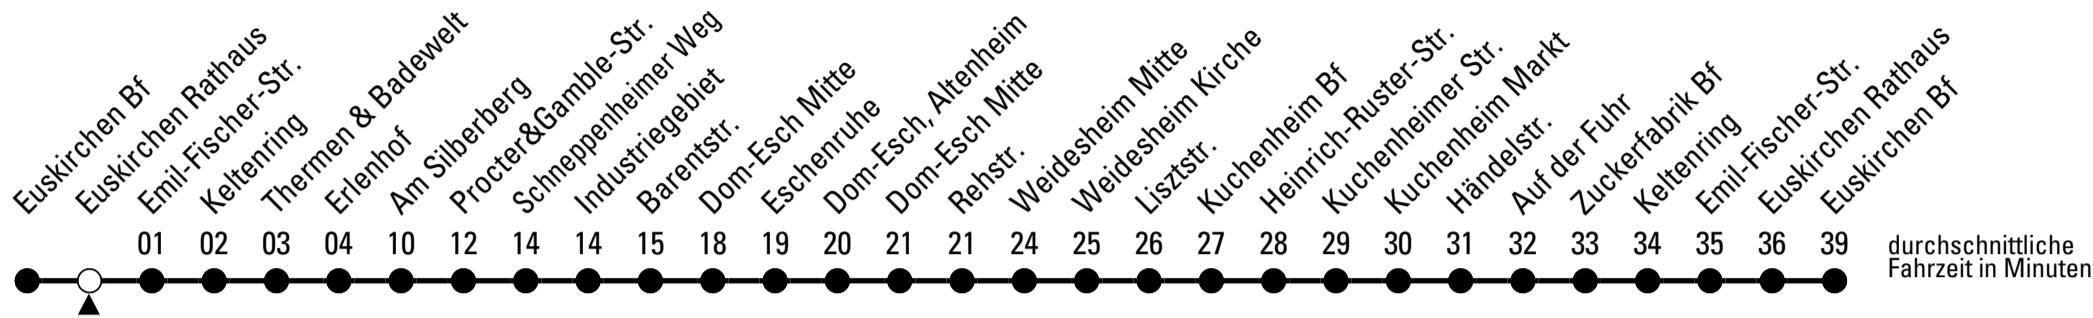 Euskirchen Bf
Euskirchen Rathaus
Emil-Fischer-Str.
Keltenring
Thermen & Badewelt
Erlenhof
Am Silberberg
Procter&Gamble-Str.
Schneppenheimer Weg
Industriegebiet
Barentstr.
Dom-Esch Mitte
Eschenruhe
Dom-Esch, Altenheim
Dom-Esch Mitte
Rehstr.
Weidesheim Mitte
Weidesheim Kirche
Lisztstr.
Kuchenheim Bf
Heinrich-Ruster-Str.
Kuchenheimer Str.
Kuchenheim Markt
Händelstr.
Auf der Fuhr
Zuckerfabrik Bf
Keltenring
Emil-Fischer-Str.
Euskirchen Rathaus
Euskirchen Bf
01 02 03 04 10 12 14 14 15 18 19 20 21 21 24 25 26 27 28 29 30 31 32 33 34 35 36 39
durchschnittliche
Fahrzeit in Minuten